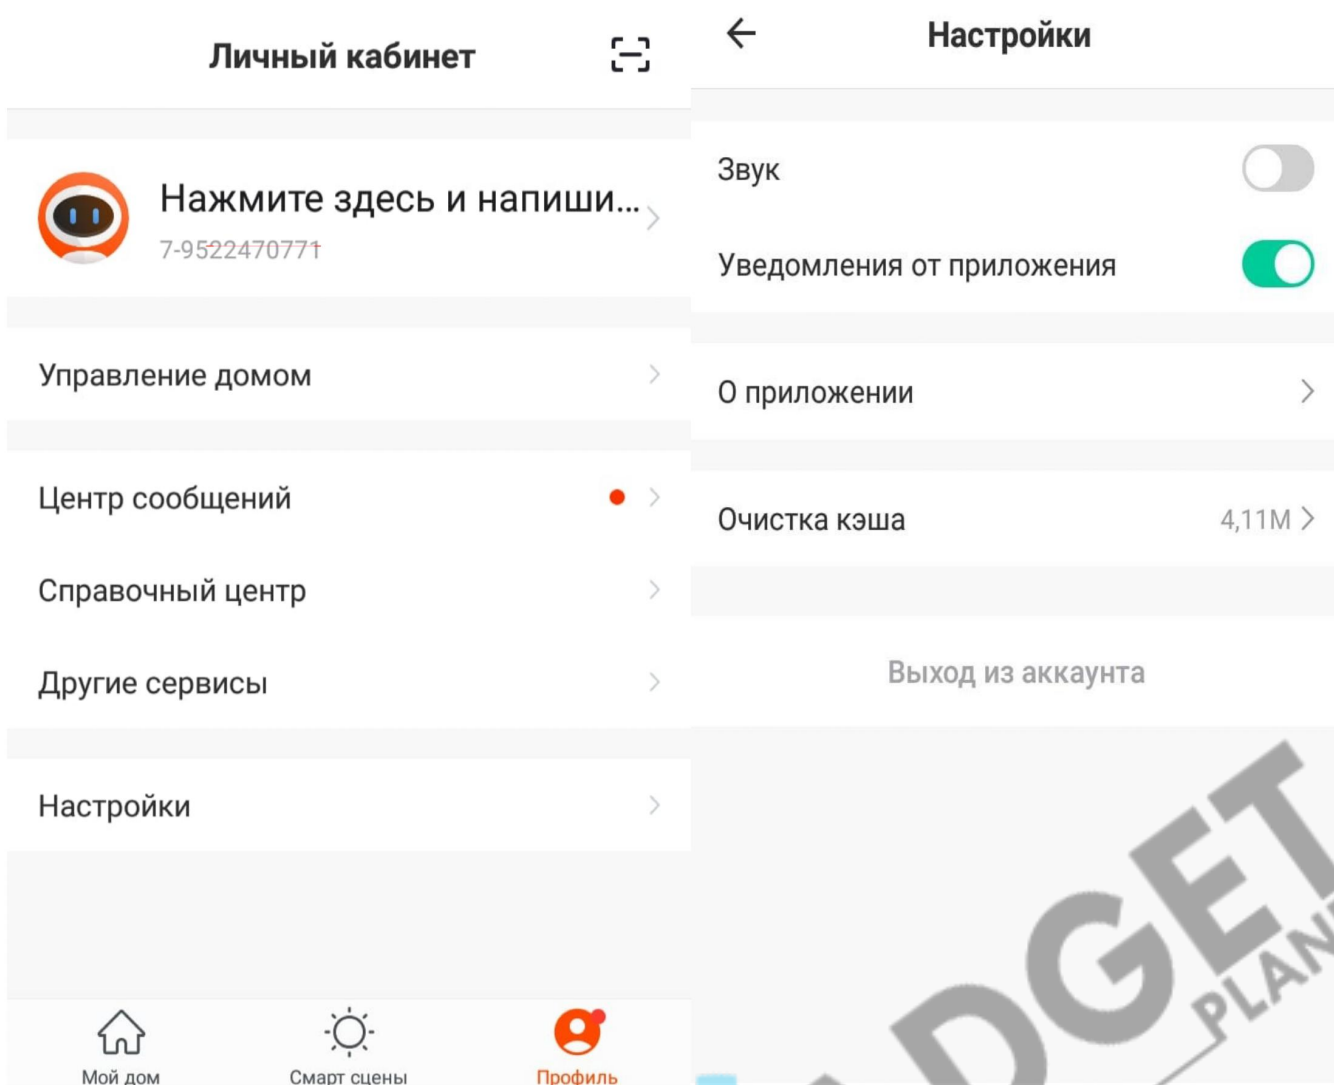 Личный кабинет
Нажмите здесь и напиши...
7-9522470771
Управление домом
Центр сообщений
Справочный центр
Другие сервисы
Настройки
Мой дом
Смарт сцены
Профиль
Настройки
Звук
Уведомления от приложения
О приложении
Очистка кэша 4,11M
Выход из аккаунта
DGET
PLAN